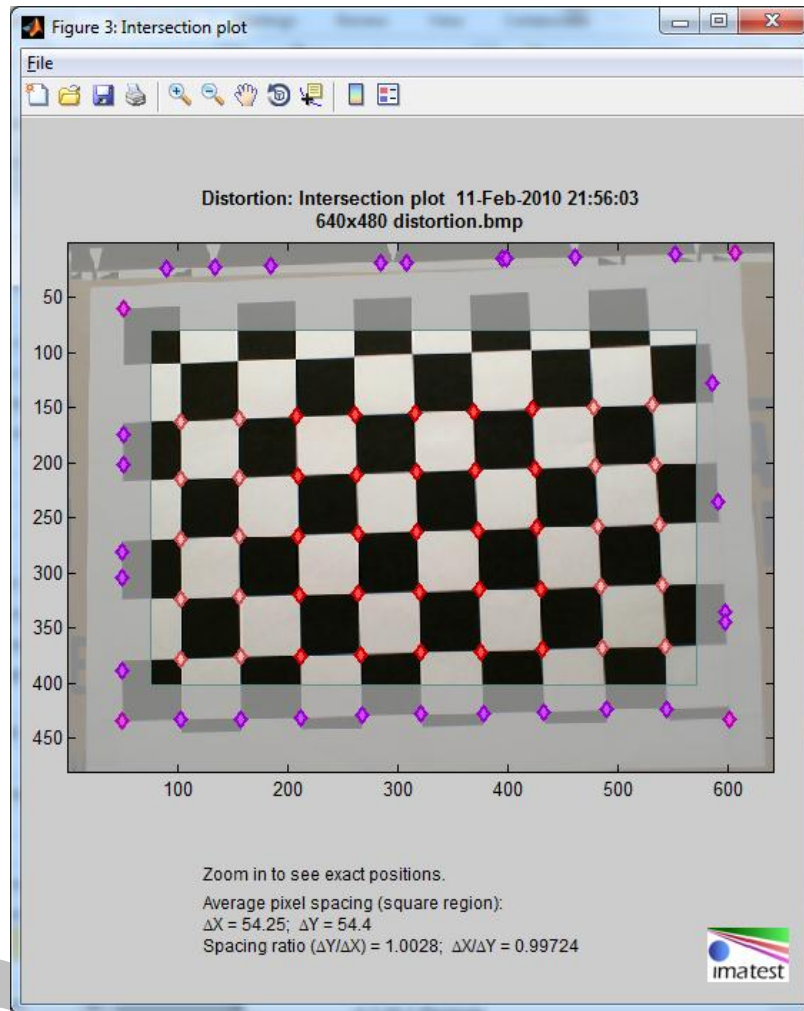 Figure 3: Intersection plot
File
Distortion: Intersection plot 11-Feb-2010 21:56:03
640x480 distortion.bmp
50
100
150
200
250
300
350
400
450
100 200 300 400 500 600
Zoom in to see exact positions.
Average pixel spacing (square region):
ΔX = 54.25; ΔY = 54.4
Spacing ratio (ΔY/ΔX) = 1.0028; ΔX/ΔY = 0.99724
imatest